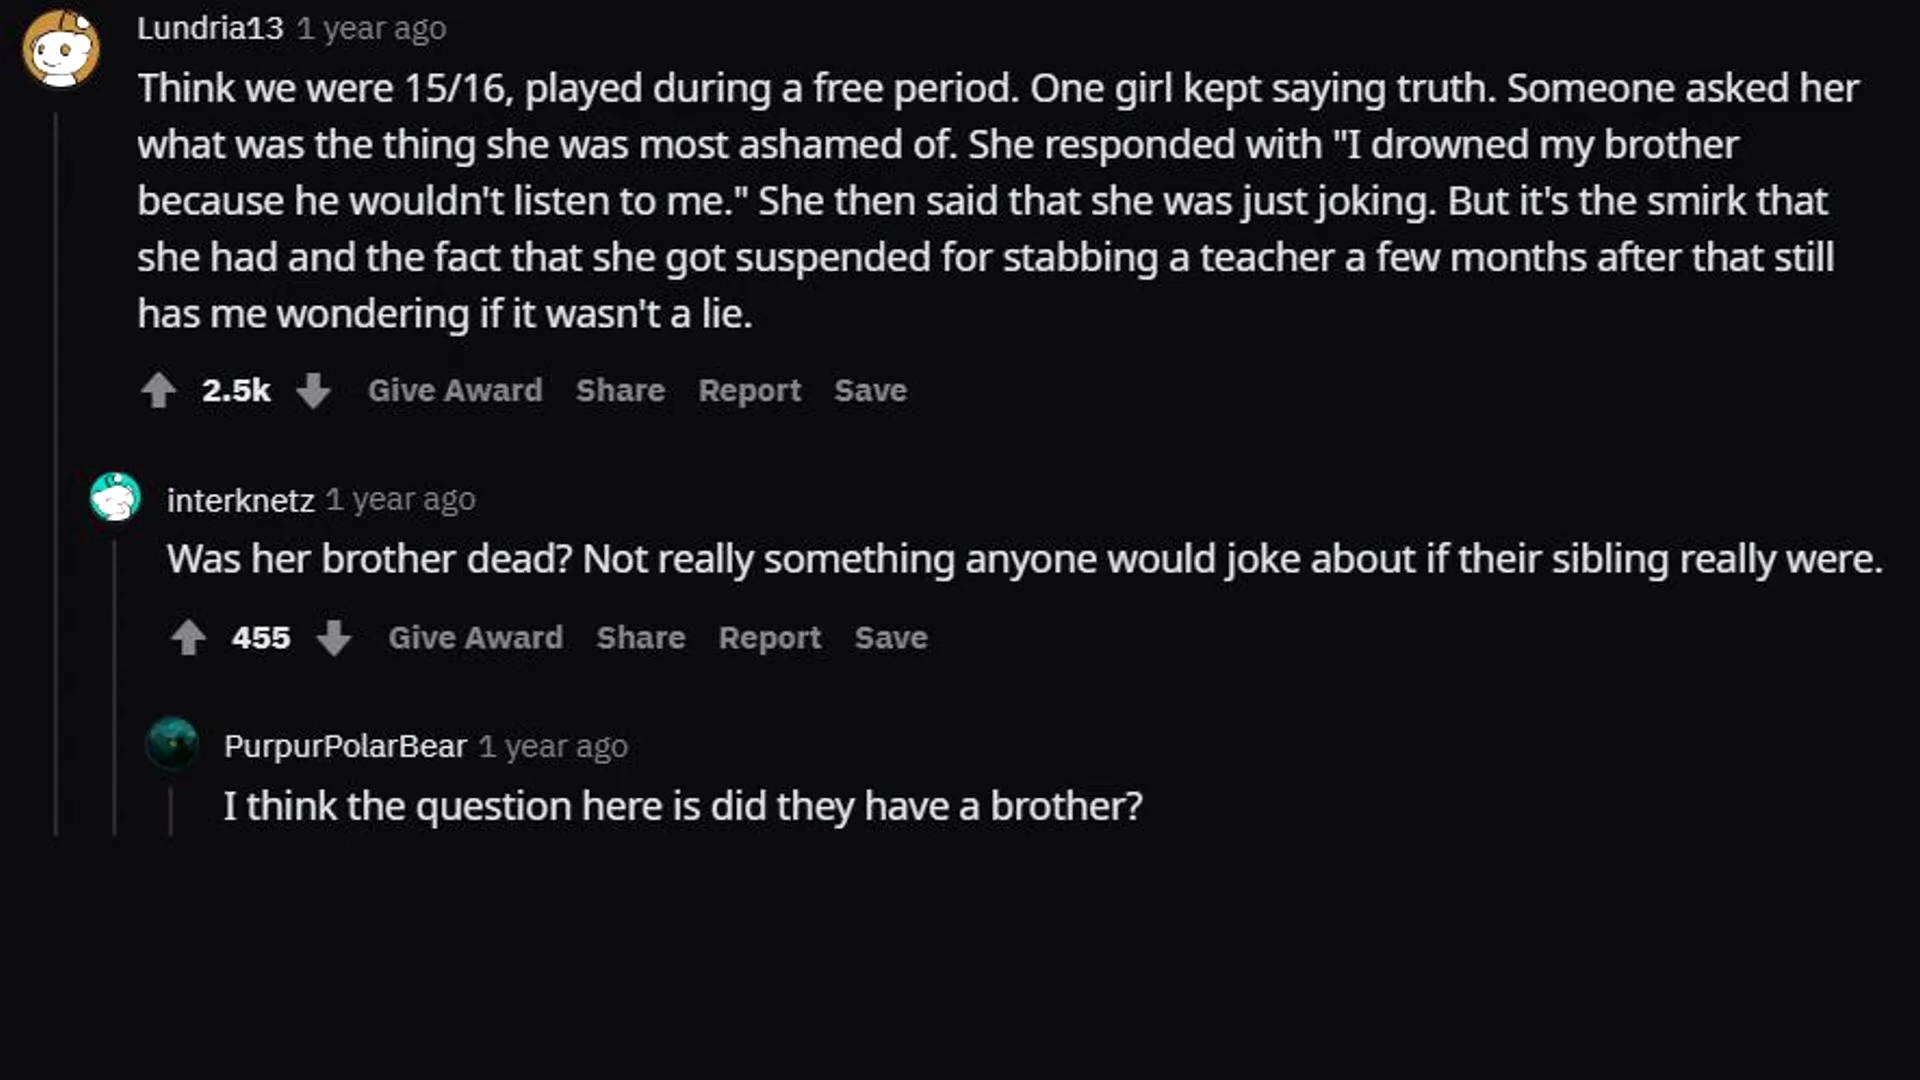 Lundria13 1 year ago
Think we were 15/16, played during a free period. One girl kept saying truth. Someone asked her
what was the thing she was most ashamed of. She responded with "I drowned my brother
because he wouldn't listen to me." She then said that she was just joking. But it's the smirk that
she had and the fact that she got suspended for stabbing a teacher a few months after that still
has me wondering if it wasn't a lie.
2.5k Give Award Share Report Save
interknetz 1 year ago
Was her brother dead? Not really something anyone would joke about if their sibling really were.
455 Give Award Share Report Save
PurpurPolarBear 1 year ago
I think the question here is did they have a brother?